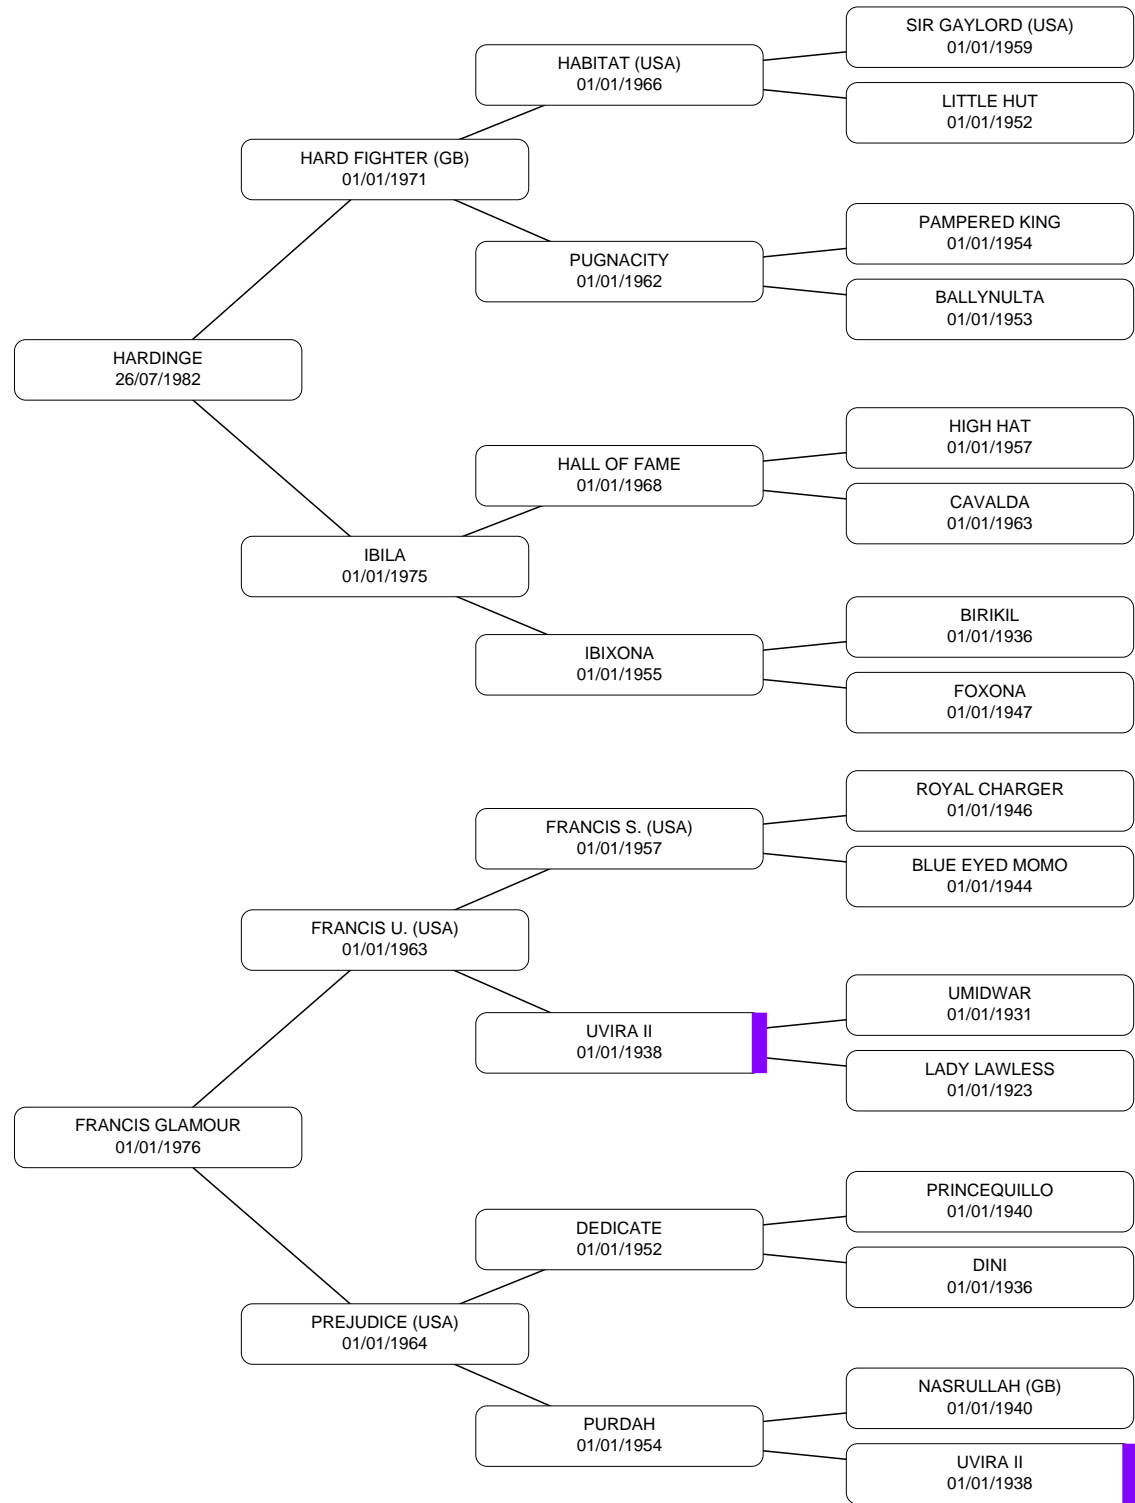 SIR GAYLORD (USA)
01/01/1959
HABITAT (USA)
01/01/1966
LITTLE HUT
01/01/1952
HARD FIGHTER (GB)
01/01/1971
PAMPERED KING
01/01/1954
PUGNACITY
01/01/1962
BALLYNULTA
01/01/1953
HARDINGE
26/07/1982
HIGH HAT
01/01/1957
HALL OF FAME
01/01/1968
CAVALDA
01/01/1963
IBILA
01/01/1975
BIRIKIL
01/01/1936
IBIXONA
01/01/1955
FOXONA
01/01/1947
ROYAL CHARGER
01/01/1946
FRANCIS S. (USA)
01/01/1957
BLUE EYED MOMO
01/01/1944
FRANCIS U. (USA)
01/01/1963
UMIDWAR
01/01/1931
UVIRA II
01/01/1938
LADY LAWLESS
01/01/1923
FRANCIS GLAMOUR
01/01/1976
PRINCEQUILLO
01/01/1940
DEDICATE
01/01/1952
DINI
01/01/1936
PREJUDICE (USA)
01/01/1964
NASRULLAH (GB)
01/01/1940
PURDAH
01/01/1954
UVIRA II
01/01/1938